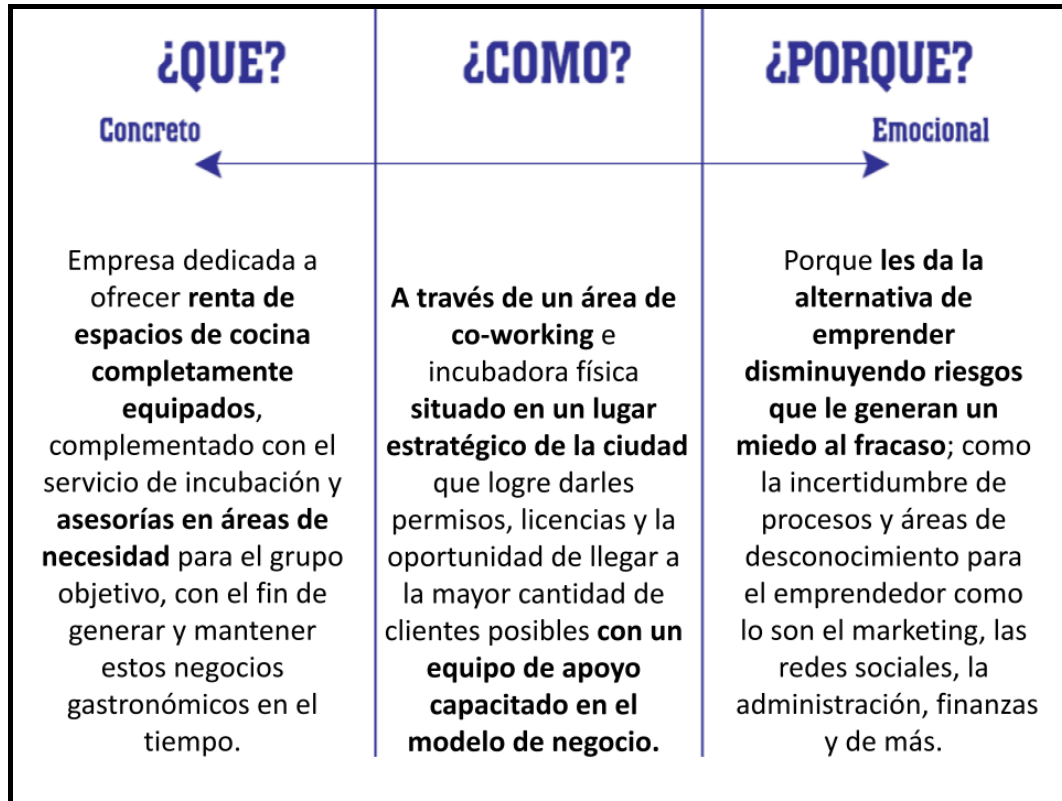 ¿QUE?
Concreto
Empresa dedicada a
ofrecer renta de
espacios de cocina
completamente
equipados,
complementado con el
servicio de incubación y
asesorías en áreas de
necesidad para el grupo
objetivo, con el fin de
generar y mantener
estos negocios
gastronómicos en el
tiempo.
¿COMO?
A través de un área de
co-working e
incubadora física
situado en un lugar
estratégico de la ciudad
que logre darles
permisos, licencias y la
oportunidad de llegar a
la mayor cantidad de
clientes posibles con un
equipo de apoyo
capacitado en el
modelo de negocio.
¿PORQUE?
Emocional
Porque les da la
alternativa de
emprender
disminuyendo riesgos
que le generan un
miedo al fracaso; como
la incertidumbre de
procesos y áreas de
desconocimiento para
el emprendedor como
lo son el marketing, las
redes sociales, la
administración, finanzas
y de más.